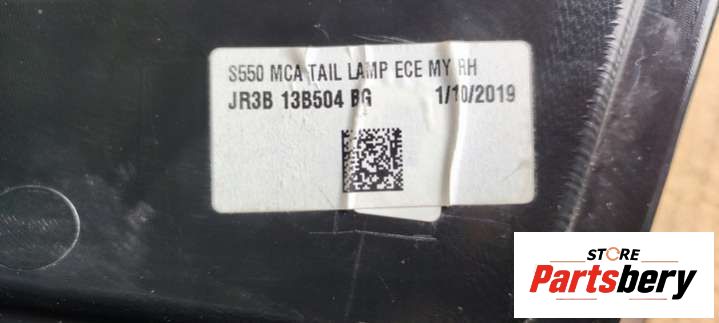 S550 MCA TAIL LAMP ECE MY RH
JR3B 13B504 BG 1/10/2019
STORE
Partsbery